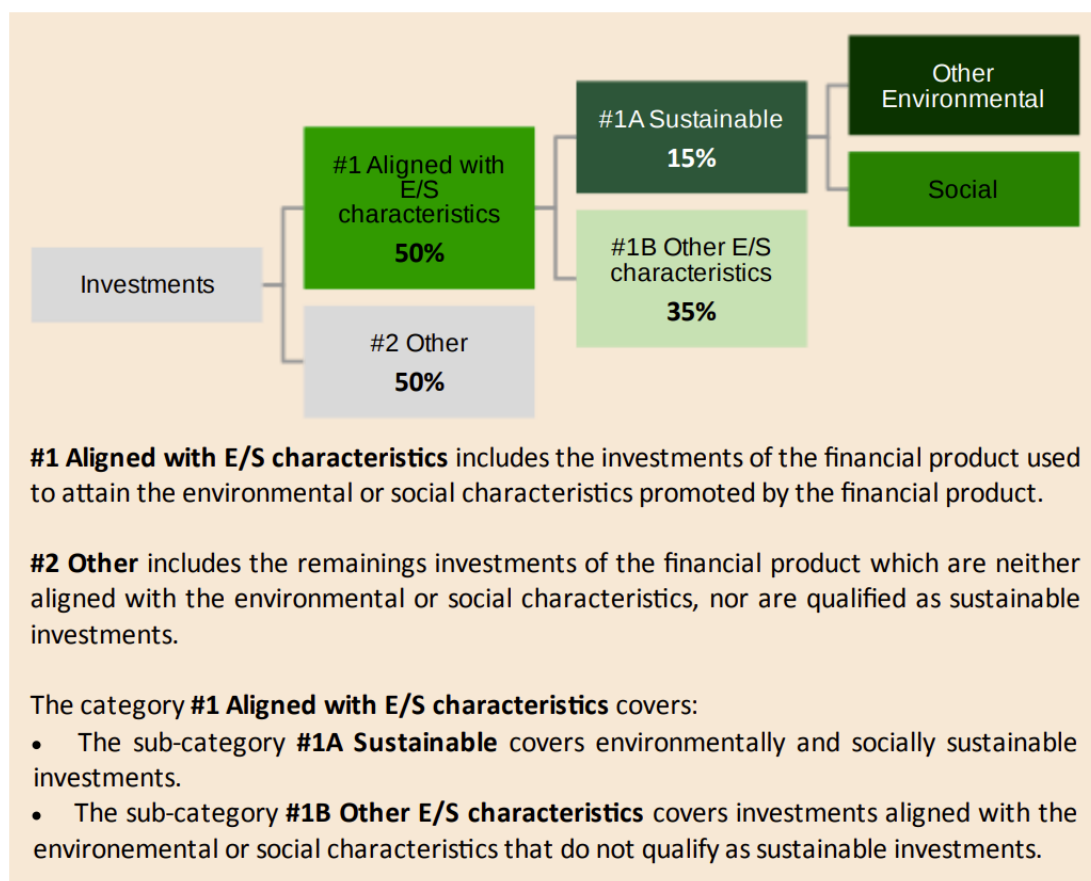 Investments
#1 Aligned with
E/S
characteristics
50%
#2 Other
50%
#1A Sustainable
15%
#1B Other E/S
characteristics
35%
Other
Environmental
Social
#1 Aligned with E/S characteristics includes the investments of the financial product used
to attain the environmental or social characteristics promoted by the financial product.
#2 Other includes the remainings investments of the financial product which are neither
aligned with the environmental or social characteristics, nor are qualified as sustainable
investments.
The category #1 Aligned with E/S characteristics covers:
• The sub-category #1A Sustainable covers environmentally and socially sustainable
investments.
• The sub-category #1B Other E/S characteristics covers investments aligned with the
environemental or social characteristics that do not qualify as sustainable investments.